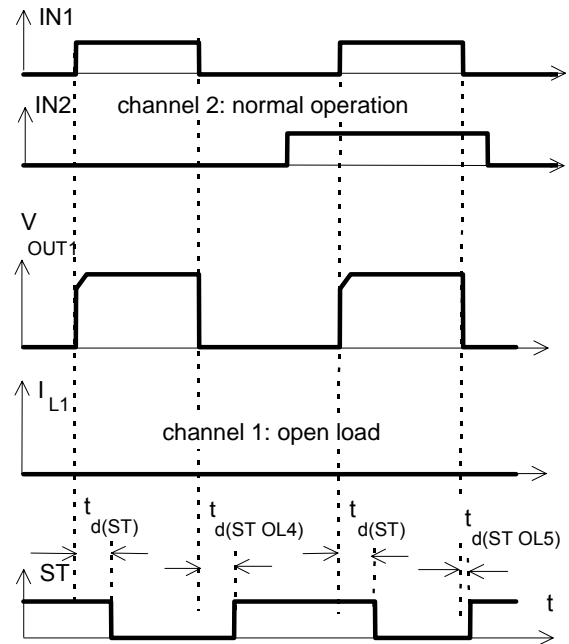 IN1
IN2
channel 2: normal operation
V
OUT1
I L1
channel 1: open load
t d(ST)
t d(ST OL4)
t d(ST)
t d(ST OL5)
ST
t